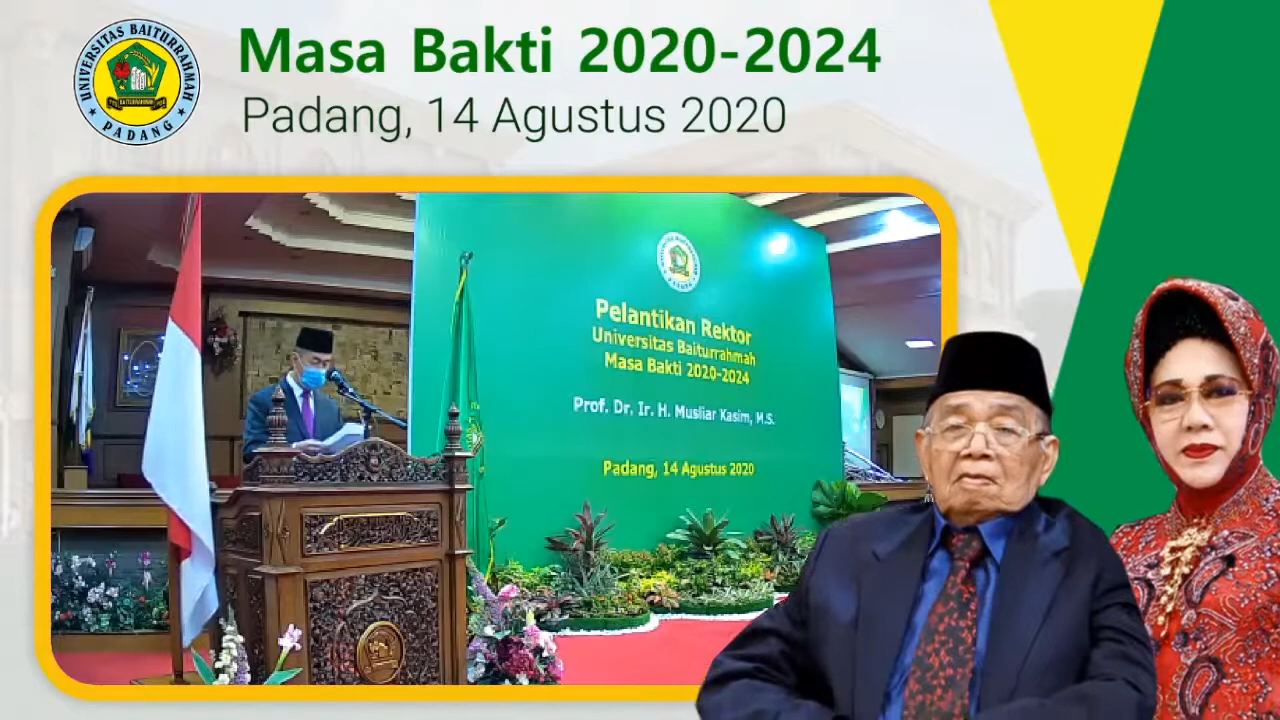 UNIVERSITAS BAITURRAHMAH
PADANG
BAITURRAHMAH
Masa Bakti 2020-2024
Padang, 14 Agustus 2020
Pelantikan Rektor
Universitas Baiturrahmah
Masa Bakti 2020-2024
Prof. Dr. Ir. H. Musliar Kasim, M.S.
Padang, 14 Agustus 2020